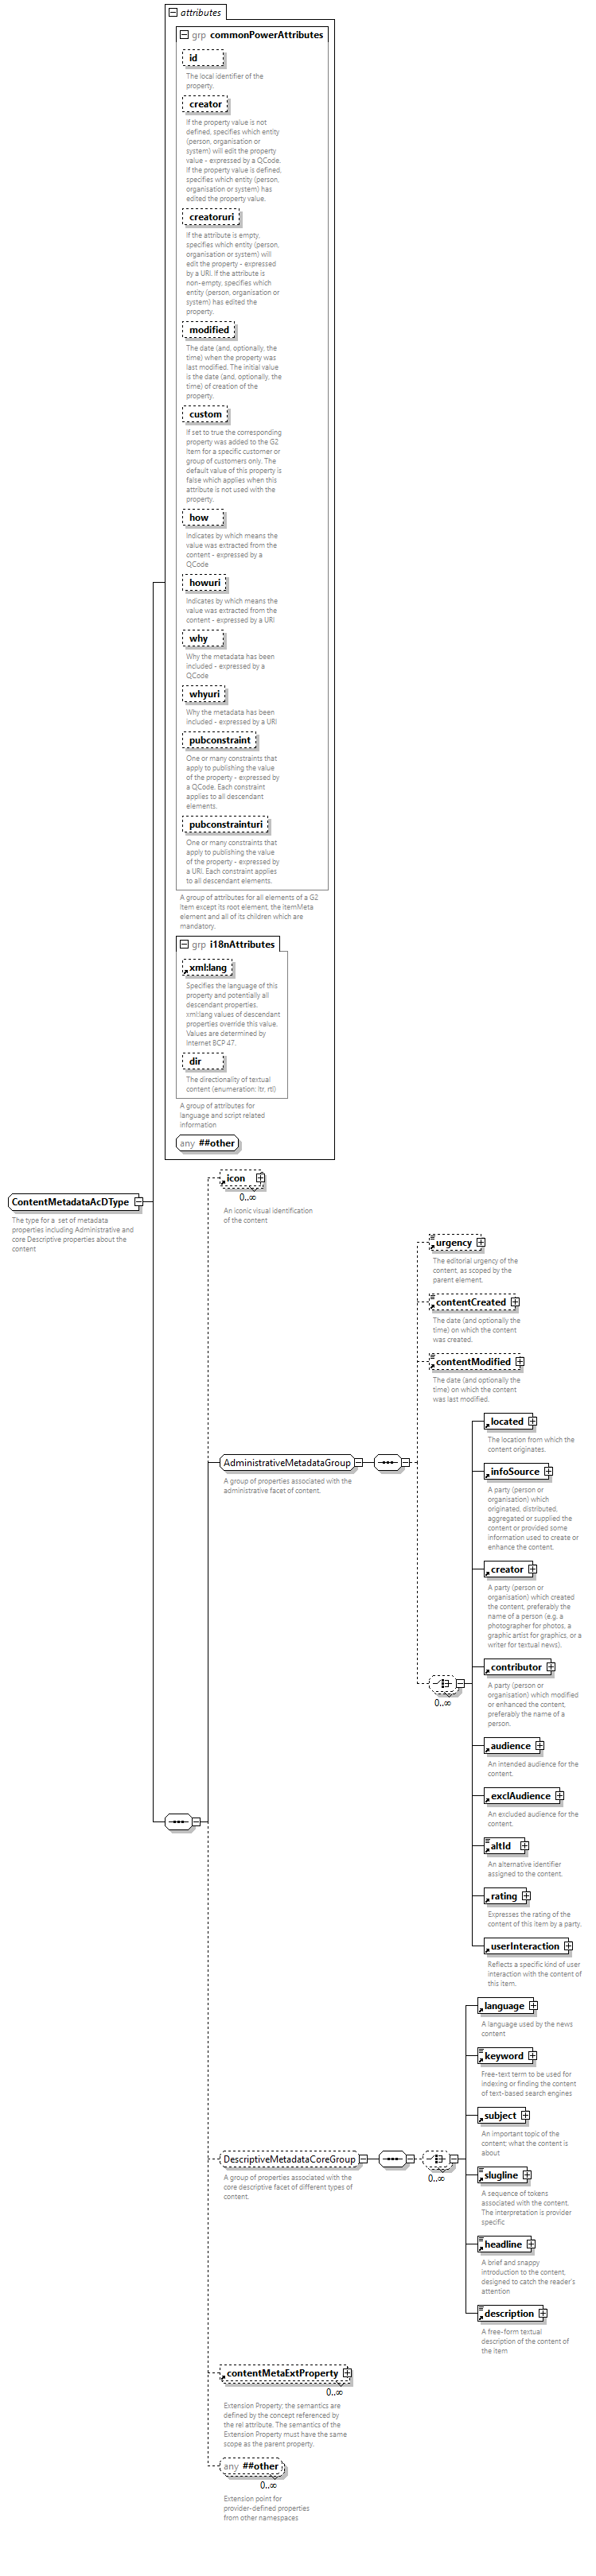 attributes
grp commonPowerAttributes
id
The local identifier of the
property.
creator
If the property value is not
defined, specifies which entity
(person, organisation or
system) will edit the property
value - expressed by a QCode.
If the property value is defined,
specifies which entity (person,
organisation or system) has
edited the property value.
creatoruri
If the attribute is empty,
specifies which entity (person,
organisation or system) will
edit the property - expressed
by a URI. If the attribute is
non-empty, specifies which
entity (person, organisation or
system) has edited the
property.
modified
The date (and, optionally, the
time) when the property was
last modified. The initial value
is the date (and, optionally, the
time) of creation of the
property.
custom
If set to true the corresponding
property was added to the G2
Item for a specific customer or
group of customers only. The
default value of this property is
false which applies when this
attribute is not used with the
property.
how
Indicates by which means the
value was extracted from the
content - expressed by a
QCode
howuri
Indicates by which means the
value was extracted from the
content - expressed by a URI
why
Why the metadata has been
included - expressed by a
QCode
whyuri
Why the metadata has been
included - expressed by a URI
pubconstraint
One or many constraints that
apply to publishing the value
of the property - expressed by
a QCode. Each constraint
applies to all descendant
elements.
pubconstrainturi
One or many constraints that
apply to publishing the value
of the property - expressed by
a URI. Each constraint applies
to all descendant elements.
A group of attributes for all elements of a G2
Item except its root element, the itemMeta
element and all of its children which are
mandatory.
grp i18nAttributes
xml:lang
Specifies the language of this
property and potentially all
descendant properties.
xml:lang values of descendant
properties override this value.
Values are determined by
Internet BCP 47.
dir
The directionality of textual
content (enumeration: ltr, rtl)
A group of attributes for
language and script related
information
any ##other
ContentMetadataAcDType
The type for a  set of metadata
properties including Administrative and
core Descriptive properties about the
content
icon
0..∞
An iconic visual identification
of the content
urgency
The editorial urgency of the
content, as scoped by the
parent element.
contentCreated
The date (and optionally the
time) on which the content
was created.
contentModified
The date (and optionally the
time) on which the content
was last modified.
located
The location from which the
content originates.
AdministrativeMetadataGroup
A group of properties associated with the
administrative facet of content.
infoSource
A party (person or
organisation) which
originated, distributed,
aggregated or supplied the
content or provided some
information used to create or
enhance the content.
creator
A party (person or
organisation) which created
the content, preferably the
name of a person (e.g. a
photographer for photos, a
graphic artist for graphics, or a
writer for textual news).
contributor
A party (person or
organisation) which modified
or enhanced the content,
preferably the name of a
person.
0..∞
audience
An intended audience for the
content.
exclAudience
An excluded audience for the
content.
altId
An alternative identifier
assigned to the content.
rating
Expresses the rating of the
content of this item by a party.
userInteraction
Reflects a specific kind of user
interaction with the content of
this item.
language
A language used by the news
content
keyword
Free-text term to be used for
indexing or finding the content
of text-based search engines
subject
An important topic of the
content; what the content is
about
DescriptiveMetadataCoreGroup
A group of properties associated with the
core descriptive facet of different types of
content.
0..∞
slugline
A sequence of tokens
associated with the content.
The interpretation is provider
specific
headline
A brief and snappy
introduction to the content,
designed to catch the reader's
attention
description
A free-form textual
description of the content of
the item
contentMetaExtProperty
0..∞
Extension Property; the semantics are
defined by the concept referenced by
the rel attribute. The semantics of the
Extension Property must have the same
scope as the parent property.
any ##other
0..∞
Extension point for
provider-defined properties
from other namespaces